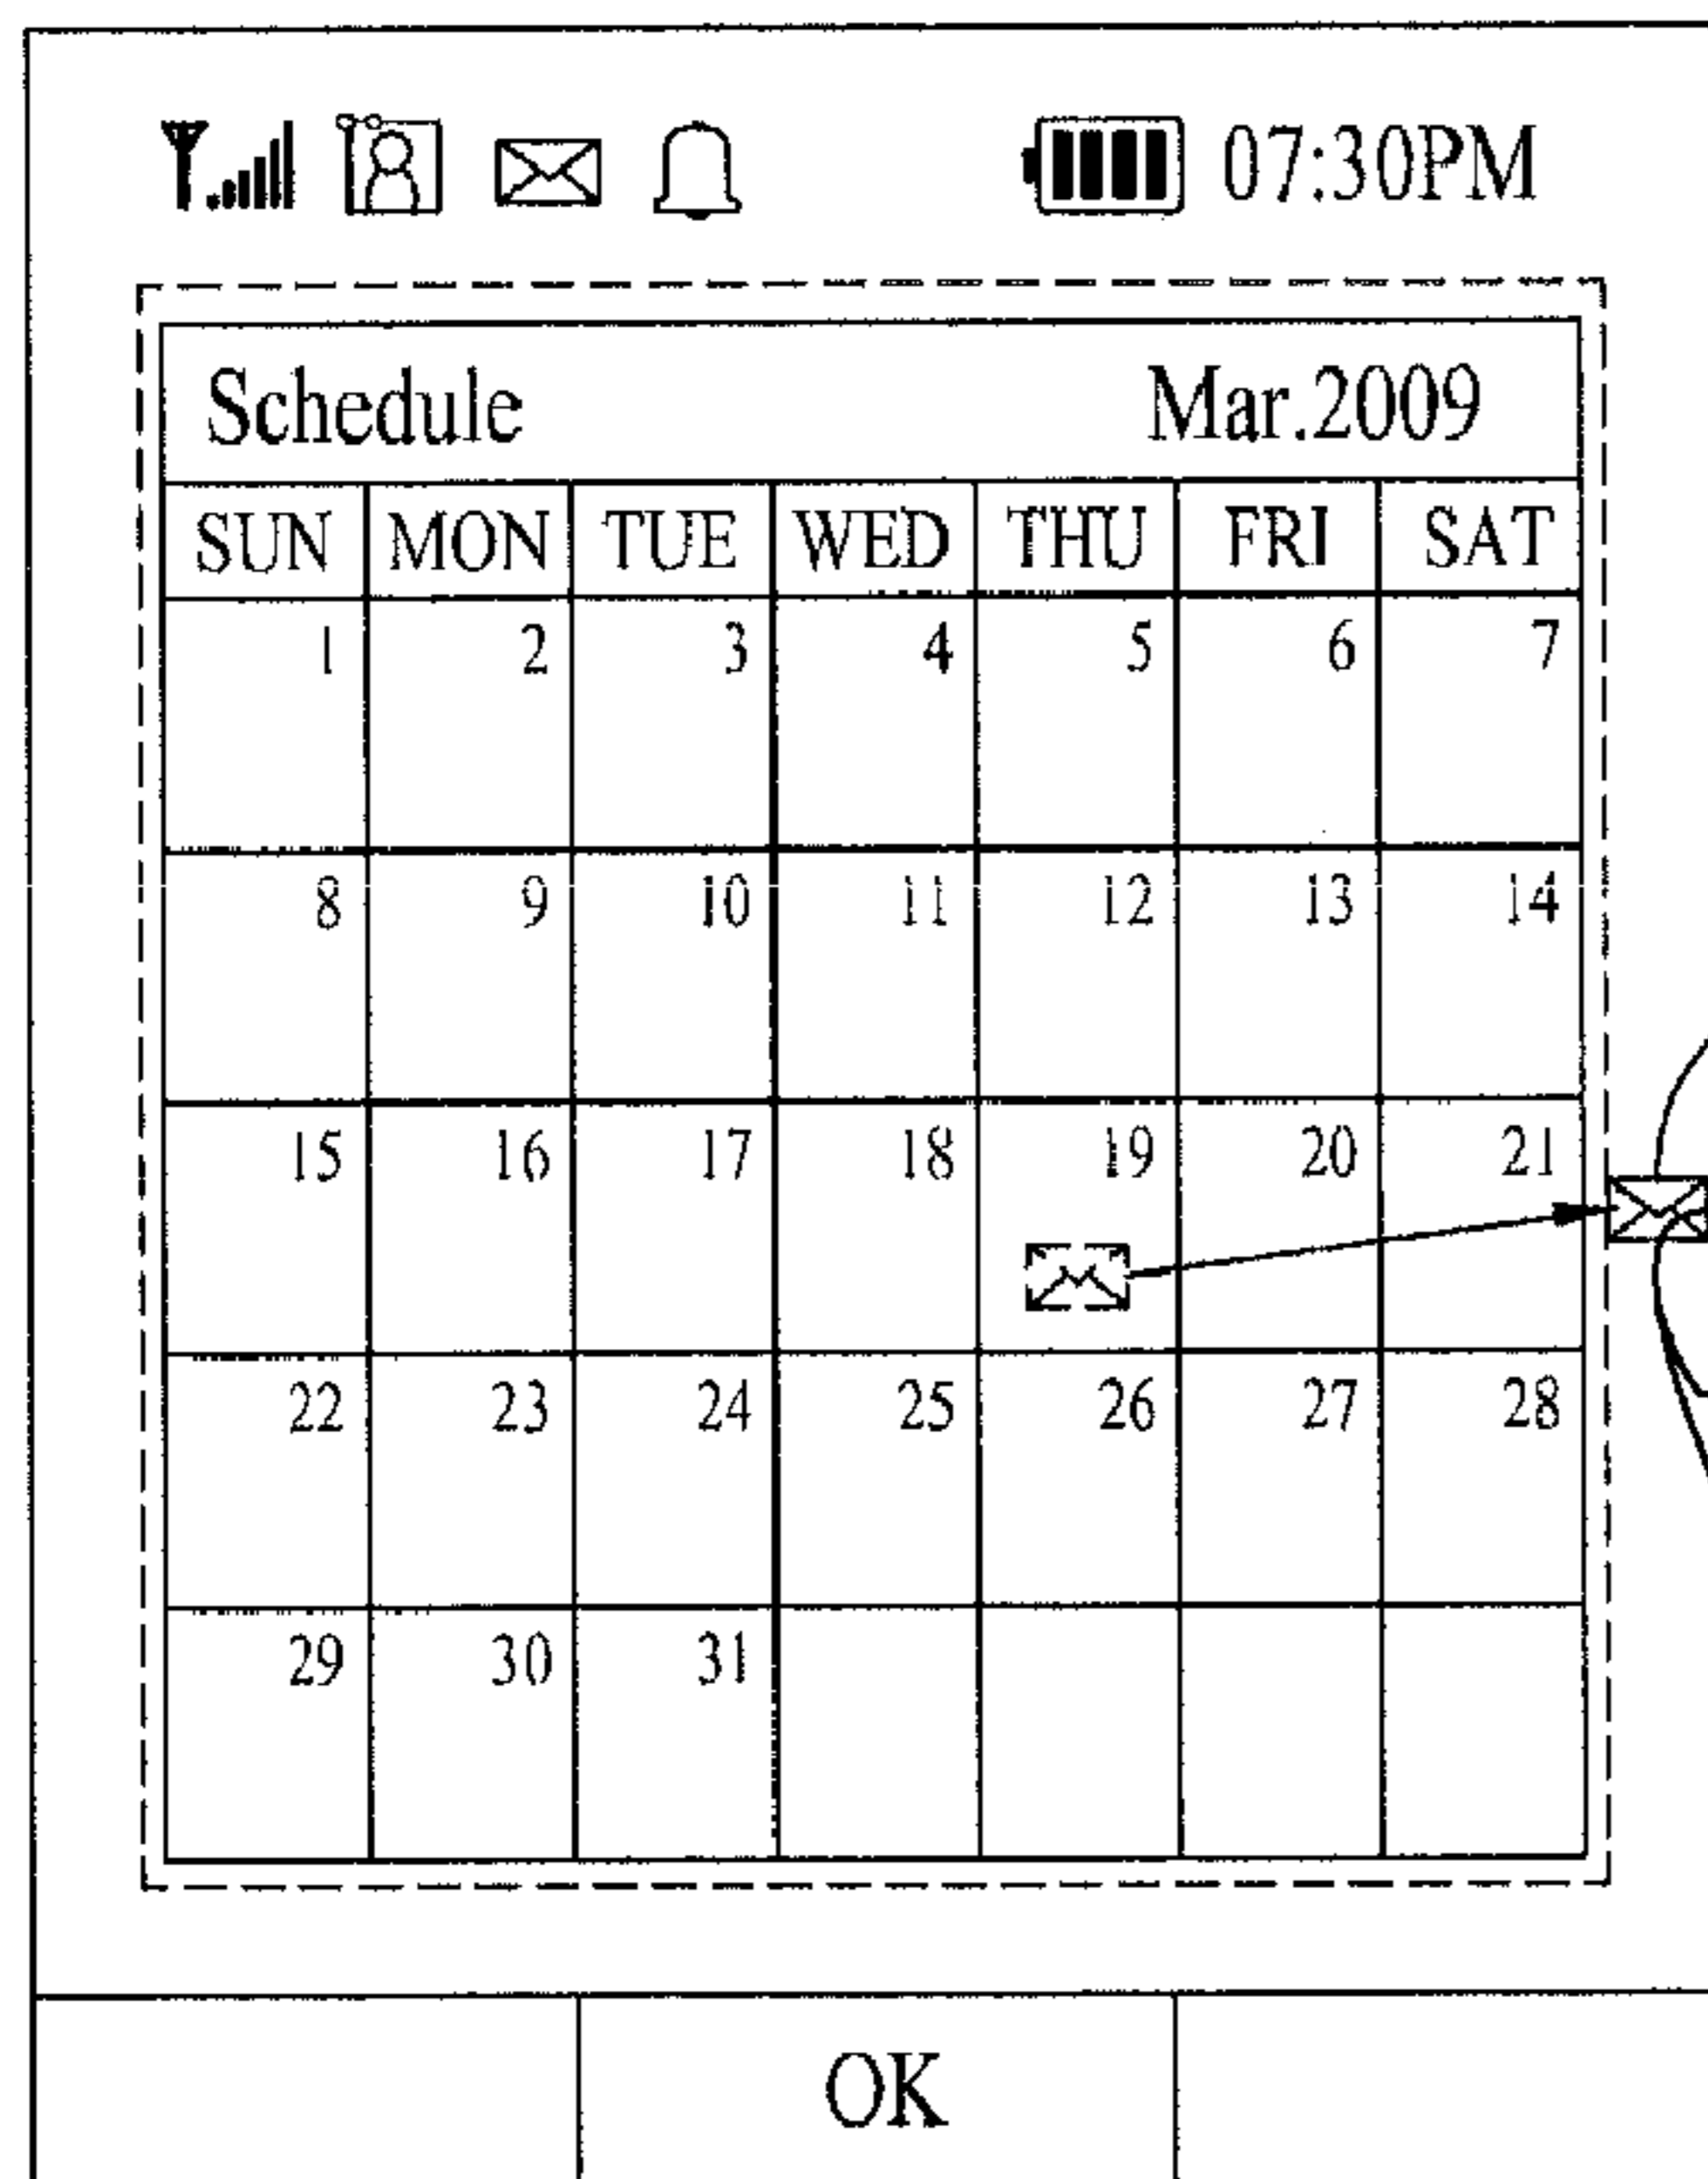 07:30PM
Schedule Mar.2009
SUN MON TUE WED THU FRI SAT
1 2 3 4 5 6 7
8 9 10 11 12 13 14
15 16 17 18 19 20 21
22 23 24 25 26 27 28
29 30 31
OK